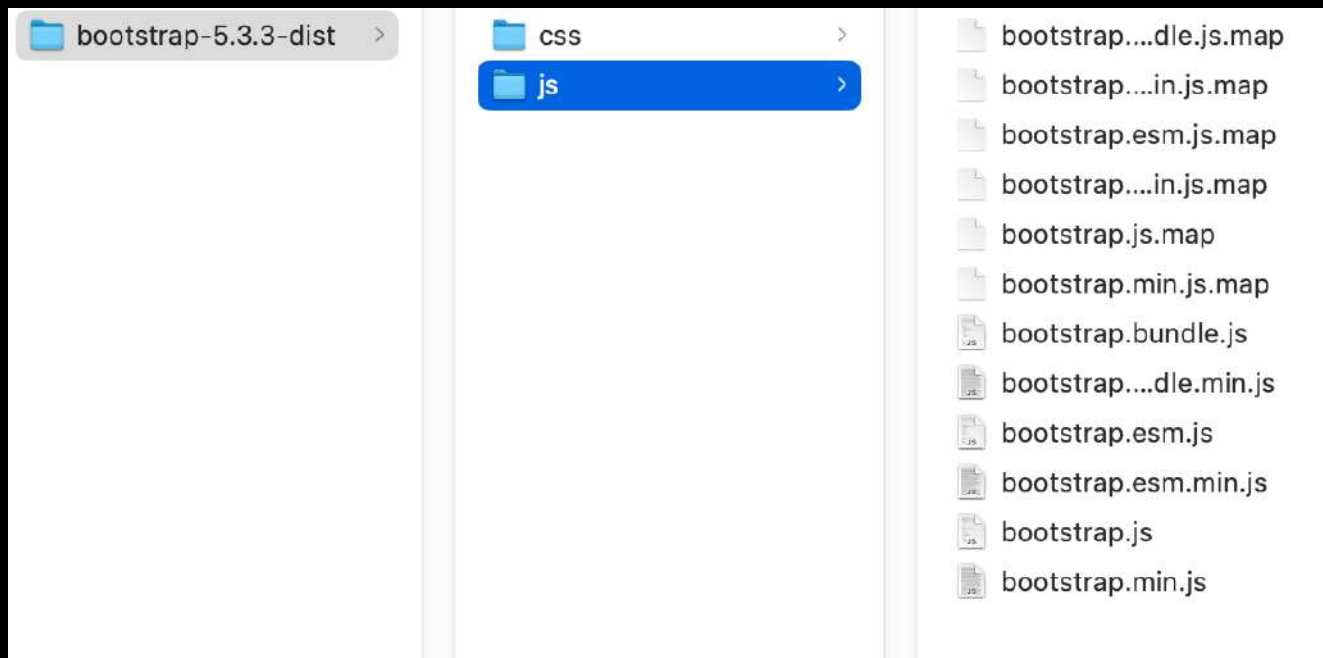 bootstrap-5.3.3-dist
css
js
bootstrap....dle.js.map
bootstrap....in.js.map
bootstrap.esm.js.map
bootstrap....in.js.map
bootstrap.js.map
bootstrap.min.js.map
bootstrap.bundle.js
bootstrap....dle.min.js
bootstrap.esm.js
bootstrap.esm.min.js
bootstrap.js
bootstrap.min.js